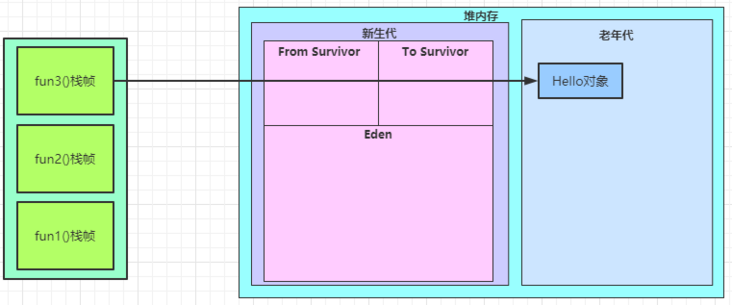 堆内存
新生代
老年代
From Survivor
To Survivor
fun3()栈帧
Hello对象
Eden
fun2()栈帧
fun1()栈帧